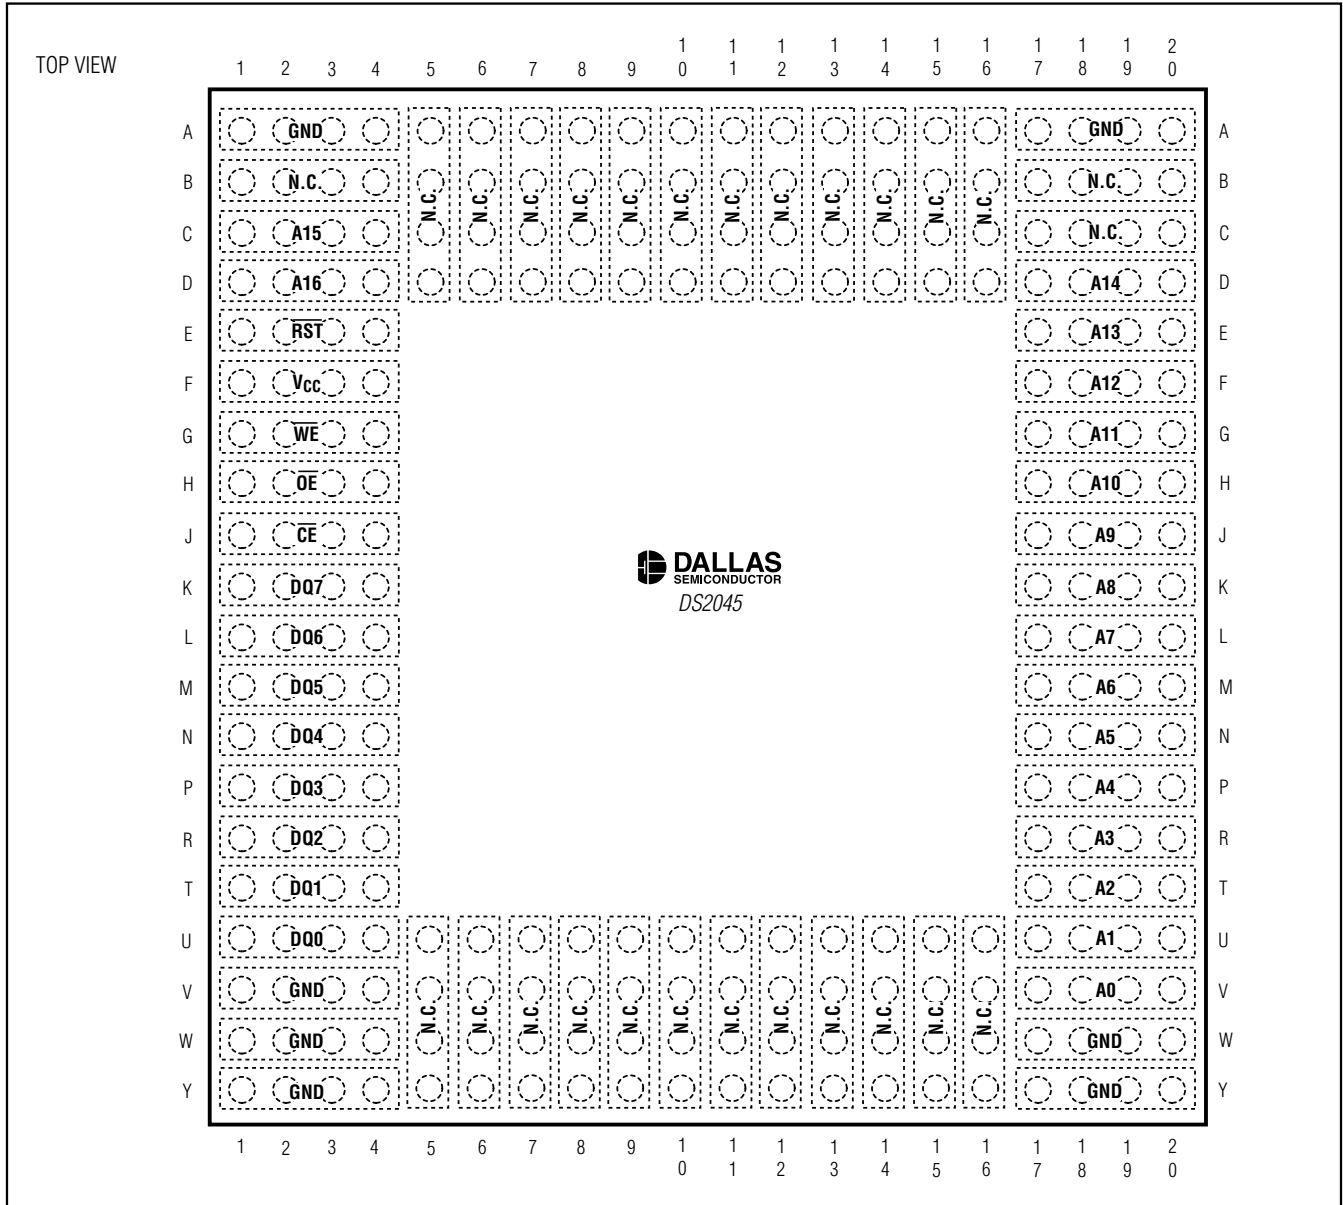 TOP VIEW
1 2 3 4 5 6 7 8 9 10 11 12 13 14 15 16 17 18 19 20
A GND GND A
B N.C. N.C. N.C. N.C. N.C. N.C. N.C. N.C. N.C. N.C. N.C. N.C. N.C. N.C. B
C A15 N.C. C
D A16 A14 D
E R̅S̅T̅ A13 E
F VCC A12 F
G W̅E̅ A11 G
H O̅E̅ A10 H
J C̅E̅ A9 J
DALLAS
SEMICONDUCTOR
DS2045
K DQ7 A8 K
L DQ6 A7 L
M DQ5 A6 M
N DQ4 A5 N
P DQ3 A4 P
R DQ2 A3 R
T DQ1 A2 T
U DQ0 A1 U
V GND A0 V
N.C. N.C. N.C. N.C. N.C. N.C. N.C. N.C. N.C. N.C. N.C. N.C.
W GND GND W
Y GND GND Y
1 2 3 4 5 6 7 8 9 10 11 12 13 14 15 16 17 18 19 20